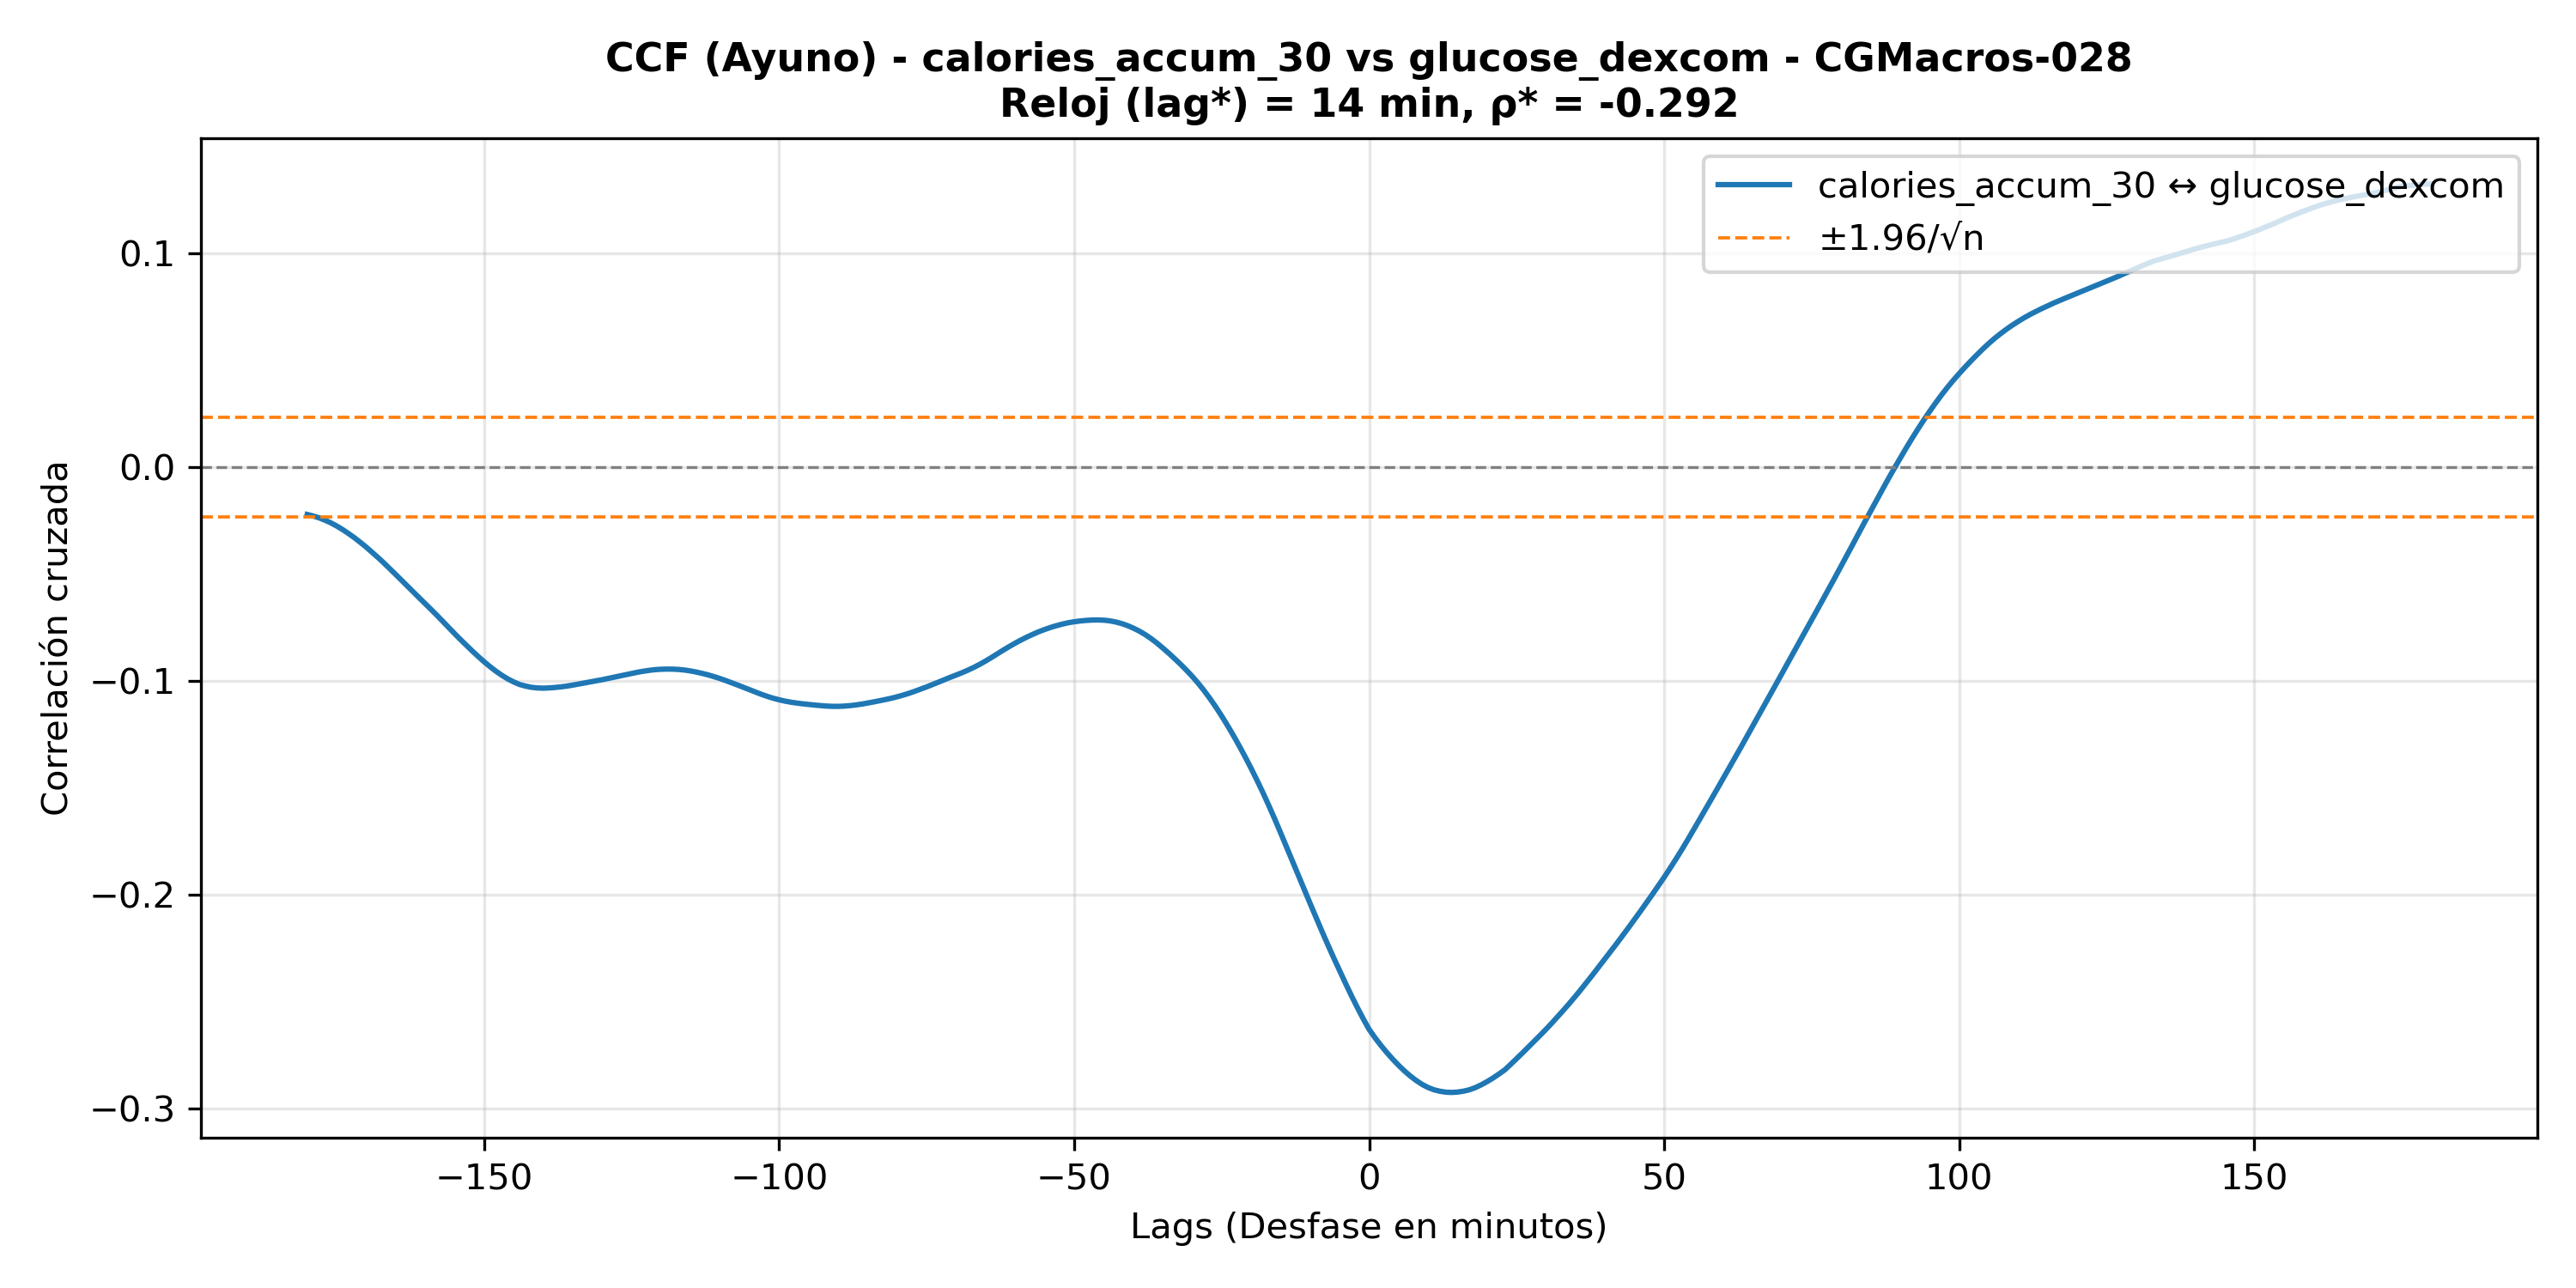 CCF (Ayuno) - calories_accum_30 vs glucose_dexcom - CGMacros-028
Reloj (lag*) = 14 min, ρ* = -0.292
calories_accum_30 ↔ glucose_dexcom
±1.96/√n
Correlación cruzada
0.1
0.0
−0.1
−0.2
−0.3
−150
−100
−50
0
50
100
150
Lags (Desfase en minutos)